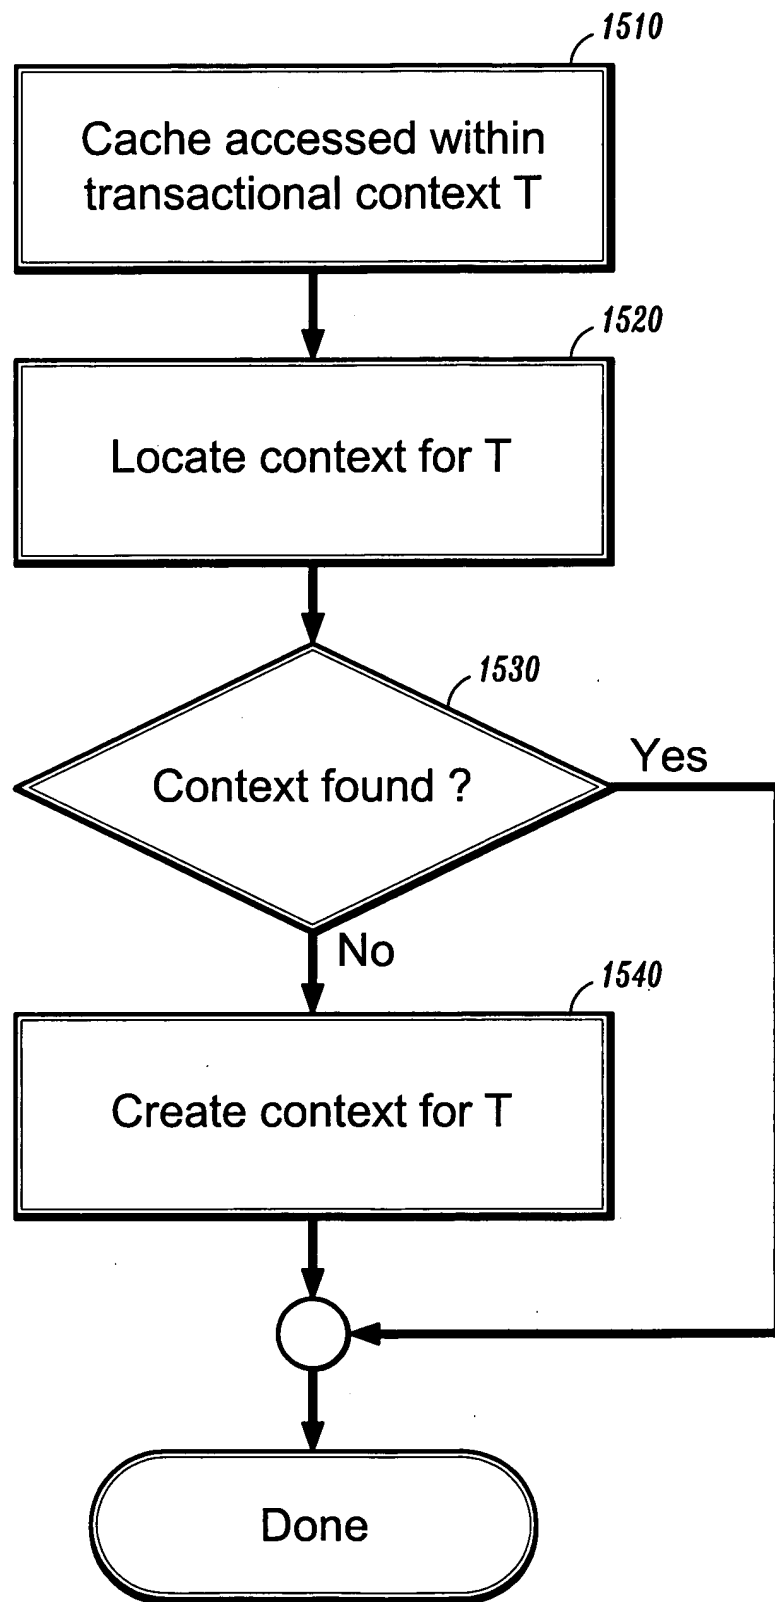 1510
Cache accessed within
transactional context T
1520
Locate context for T
1530
Context found ?
Yes
No
1540
Create context for T
Done